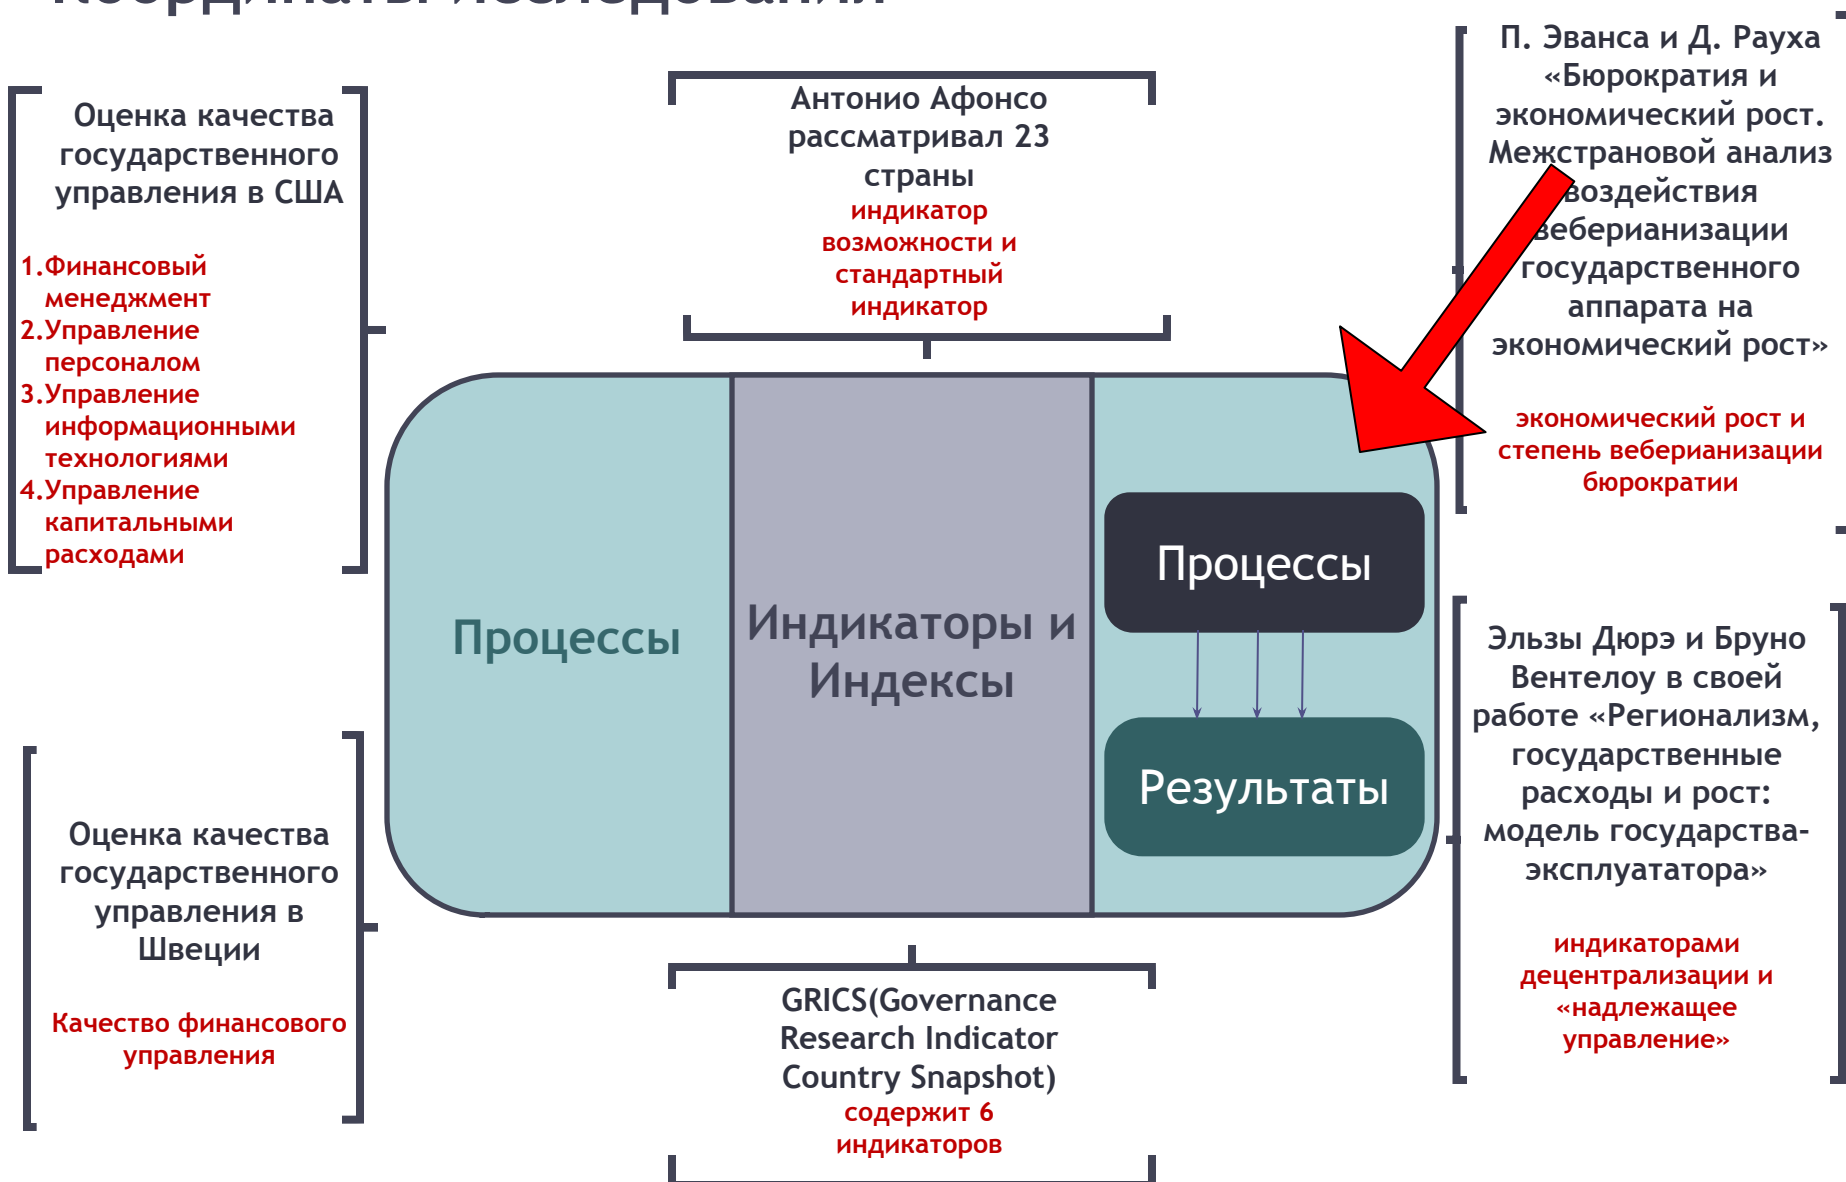 Координаты исследования
Оценка качества
государственного
управления в США
1.Финансовый
менеджмент
2.Управление
персоналом
3.Управление
информационными
технологиями
4.Управление
капитальными
расходами
Оценка качества
государственного
управления в
Швеции
Качество финансового
управления
Антонио Афонсо
рассматривал 23
страны
индикатор
возможности и
стандартный
индикатор
Процессы
Индикаторы и
Индексы
Процессы
Результаты
GRICS(Governance
Research Indicator
Country Snapshot)
содержит 6
индикаторов
П. Эванса и Д. Рауха
«Бюрократия и
экономический рост.
Межстрановой анализ
воздействия
веберианизации
государственного
аппарата на
экономический рост»
экономический рост и
степень веберианизации
бюрократии
Эльзы Дюрэ и Бруно
Вентелоу в своей
работе «Регионализм,
государственные
расходы и рост:
модель государства-
эксплуататора»
индикаторами
децентрализации и
«надлежащее
управление»